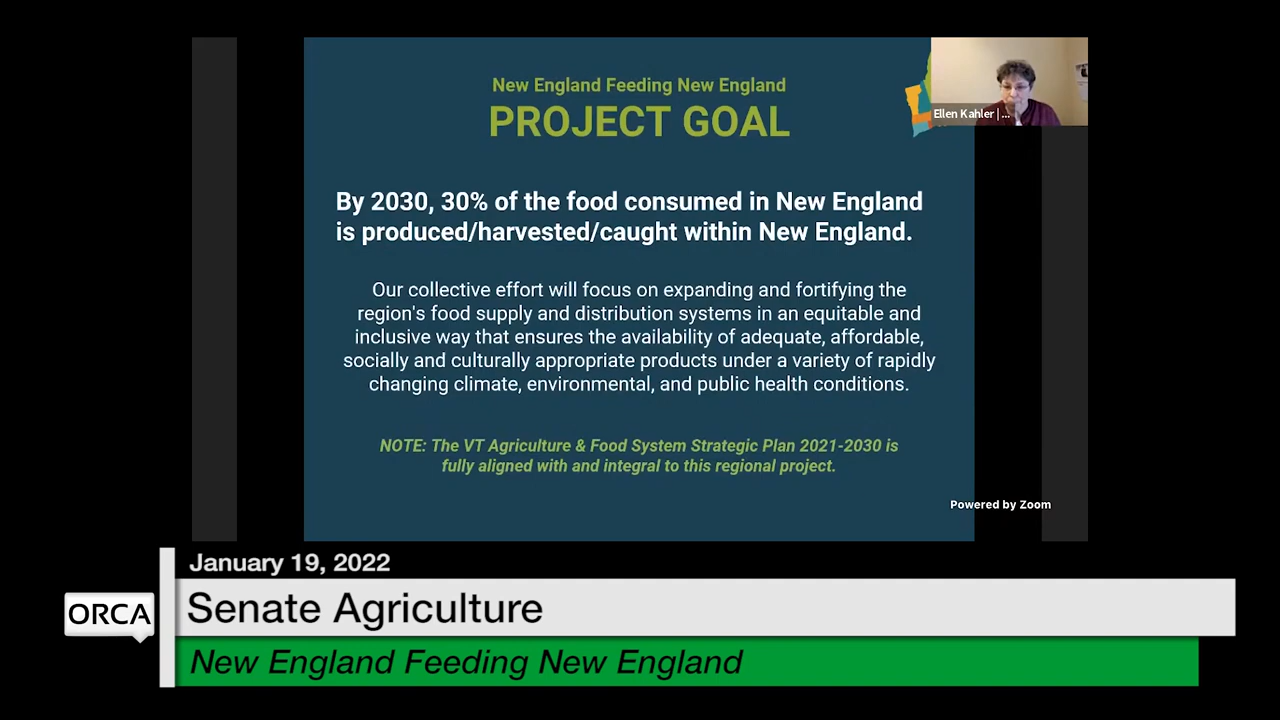 New England Feeding New England
PROJECT GOAL
Ellen Kahler | ...
By 2030, 30% of the food consumed in New England
is produced/harvested/caught within New England.
Our collective effort will focus on expanding and fortifying the
region's food supply and distribution systems in an equitable and
inclusive way that ensures the availability of adequate, affordable,
socially and culturally appropriate products under a variety of rapidly
changing climate, environmental, and public health conditions.
NOTE: The VT Agriculture & Food System Strategic Plan 2021-2030 is
fully aligned with and integral to this regional project.
Powered by Zoom
January 19, 2022
ORCA
Senate Agriculture
New England Feeding New England